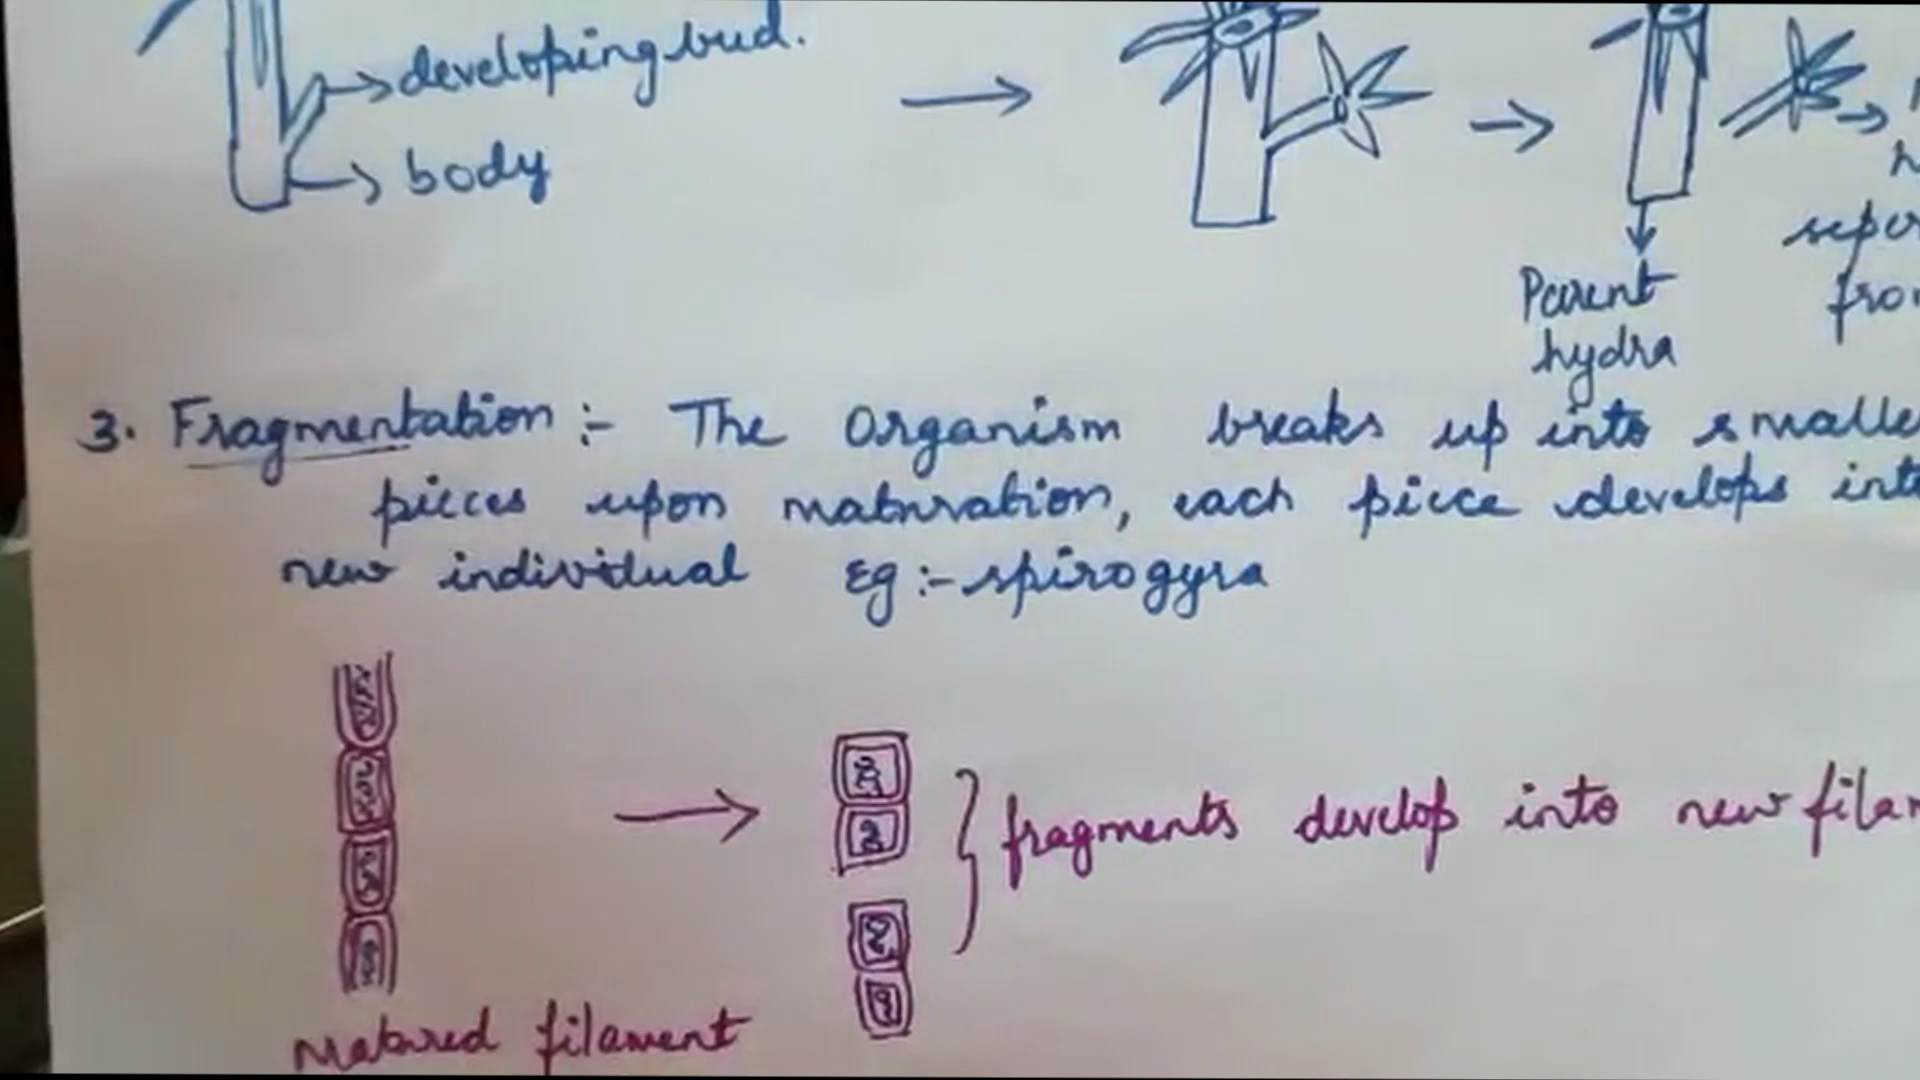 developing bud.
body
Parent
hydra
3. Fragmentation :- The Organism breaks up into smalle
pieces upon maturation, each piece develops into
new individual Eg :- spirogyra
fragments develop into new filam
Matured filament